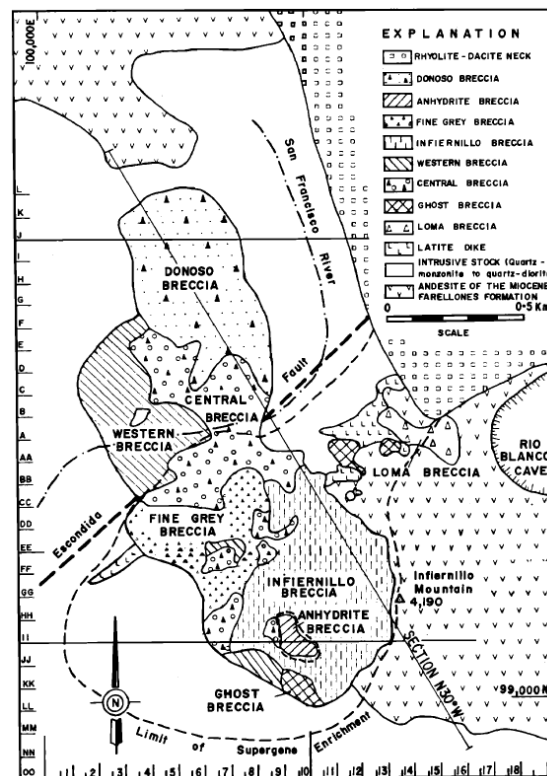 100,000E
EXPLANATION
RHYOLITE-DACITE NECK
DONOSO BRECCIA
ANHYDRITE BRECCIA
FINE GREY BRECCIA
INFIERNILLO BRECCIA
WESTERN BRECCIA
CENTRAL BRECCIA
GHOST BRECCIA
LOMA BRECCIA
LATITE DIKE
INTRUSIVE STOCK (Quartz-
monzonite to quartz-diorite
ANDESITE OF THE MIOCENE
FARELLONES FORMATION
0 0·5 Km
SCALE
San Francisco River
L
K
J
I
H
G
F
E
D
C
B
A
AA
BB
CC
DD
EE
FF
GG
HH
II
JJ
KK
LL
MM
NN
OO
DONOSO
BRECCIA
CENTRAL
BRECCIA
Fault
WESTERN
BRECCIA
LOMA BRECCIA
RIO
BLANCO
CAVE
Escondida
FINE GREY
BRECCIA
INFIERNILLO
BRECCIA
Infiernillo
Mountain
4,190
ANHYDRITE
BRECCIA
SECTION N30°W
GHOST
BRECCIA
99,000N
N
Limit of Supergene Enrichment
1 2 3 4 5 6 7 8 9 10 11 12 13 14 15 16 17 18